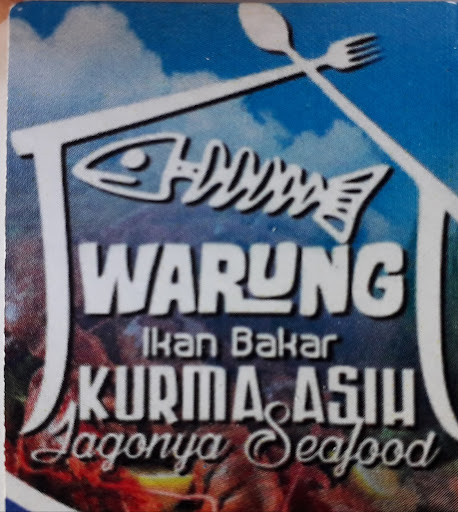 WARUNG
Ikan Bakar
KURMA ASIH
Jagonya Seafood